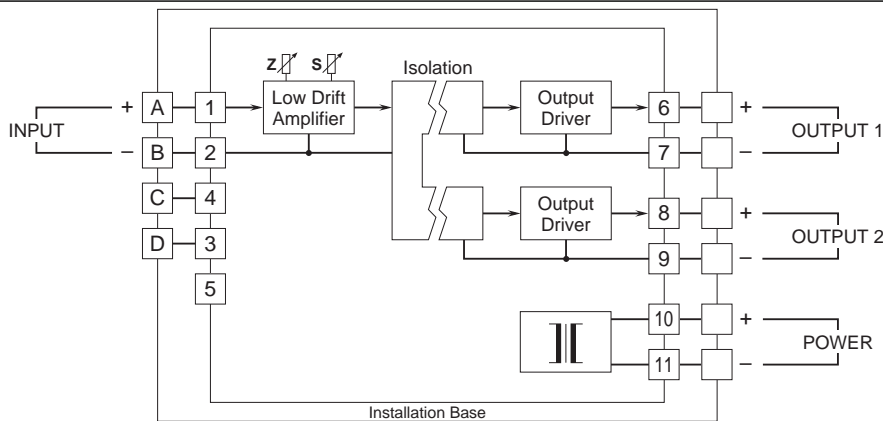 Z S
Isolation
+ A 1 Low Drift Amplifier Output Driver 6 +
INPUT OUTPUT 1
– B 2 7 –
C 4 Output Driver 8 +
OUTPUT 2
D 3 9 –
5
10 +
POWER
11 –
Installation Base